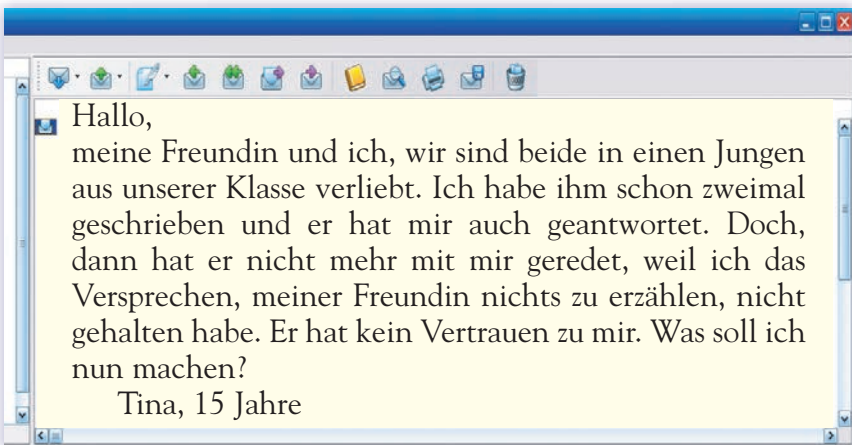 Hallo,
meine Freundin und ich, wir sind beide in einen Jungen
aus unserer Klasse verliebt. Ich habe ihm schon zweimal
geschrieben und er hat mir auch geantwortet. Doch,
dann hat er nicht mehr mit mir geredet, weil ich das
Versprechen, meiner Freundin nichts zu erzählen, nicht
gehalten habe. Er hat kein Vertrauen zu mir. Was soll ich
nun machen?
Tina, 15 Jahre